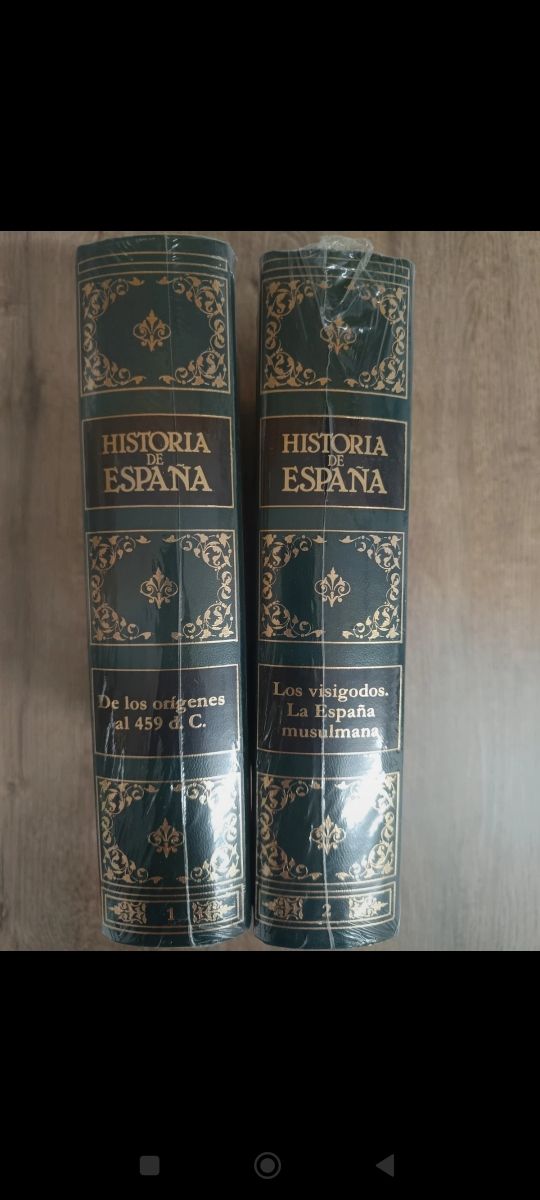 HISTORIA
DE
ESPAÑA
De los orígenes
al 459 d. C.
1
HISTORIA
DE
ESPAÑA
Los visigodos.
La España
musulmana
2